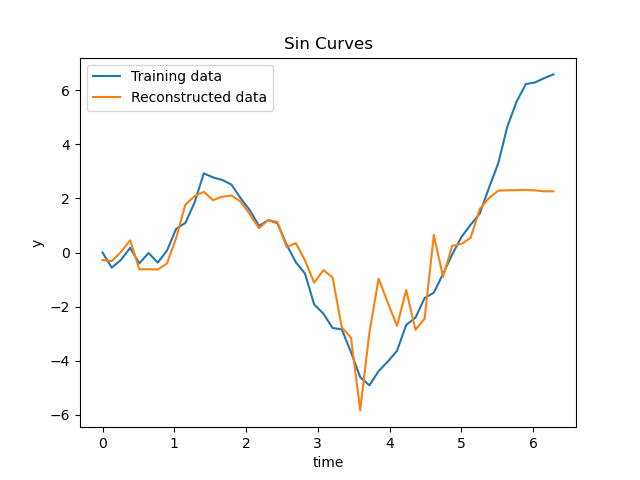 Sin Curves
Training data
Reconstructed data
6
4
2
0
−2
−4
−6
y
0 1 2 3 4 5 6
time